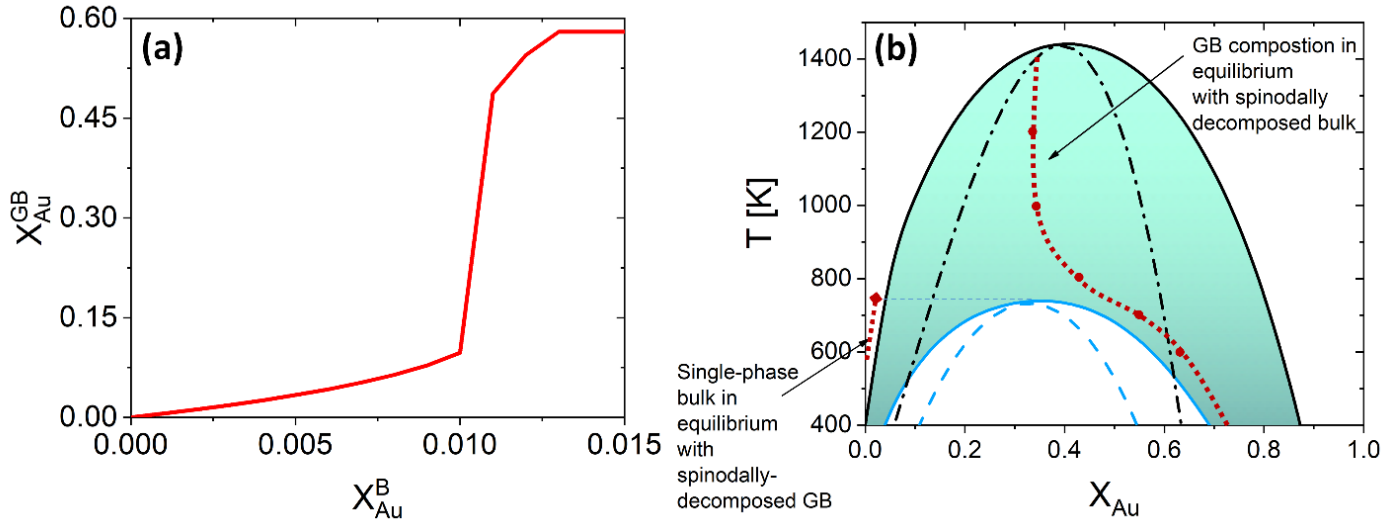 (a)
0.60
0.45
0.30
0.15
0.00
X^GB_Au
0.000
0.005
0.010
0.015
X^B_Au
(b)
GB compostion in
equilibrium
with spinodally
decomposed bulk
1400
1200
1000
800
600
400
T [K]
Single-phase
bulk in
equilibrium
with
spinodally-
decomposed GB
0.0
0.2
0.4
0.6
0.8
1.0
X_Au